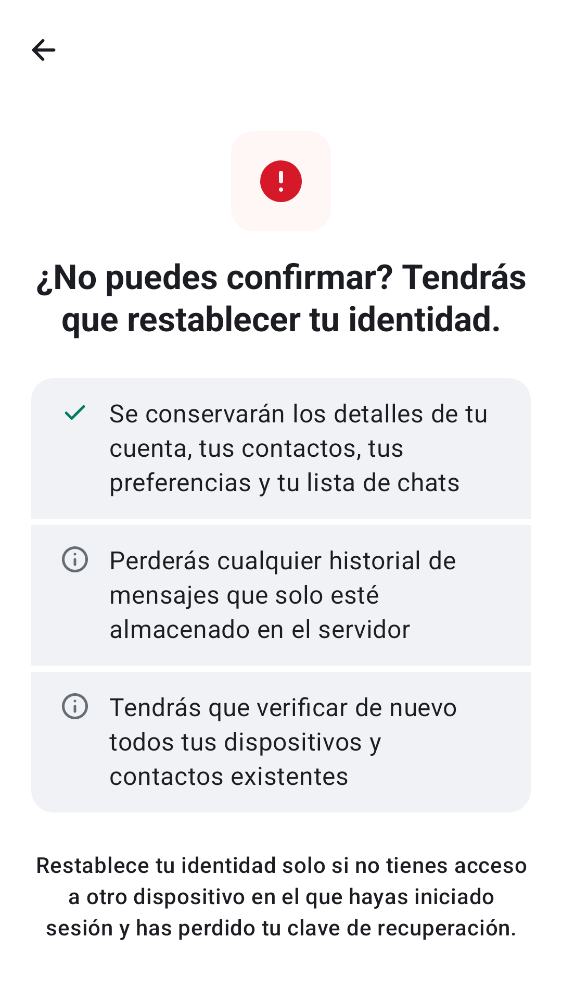 ¿No puedes confirmar? Tendrás
que restablecer tu identidad.
Se conservarán los detalles de tu
cuenta, tus contactos, tus
preferencias y tu lista de chats
Perderás cualquier historial de
mensajes que solo esté
almacenado en el servidor
Tendrás que verificar de nuevo
todos tus dispositivos y
contactos existentes
Restablece tu identidad solo si no tienes acceso
a otro dispositivo en el que hayas iniciado
sesión y has perdido tu clave de recuperación.